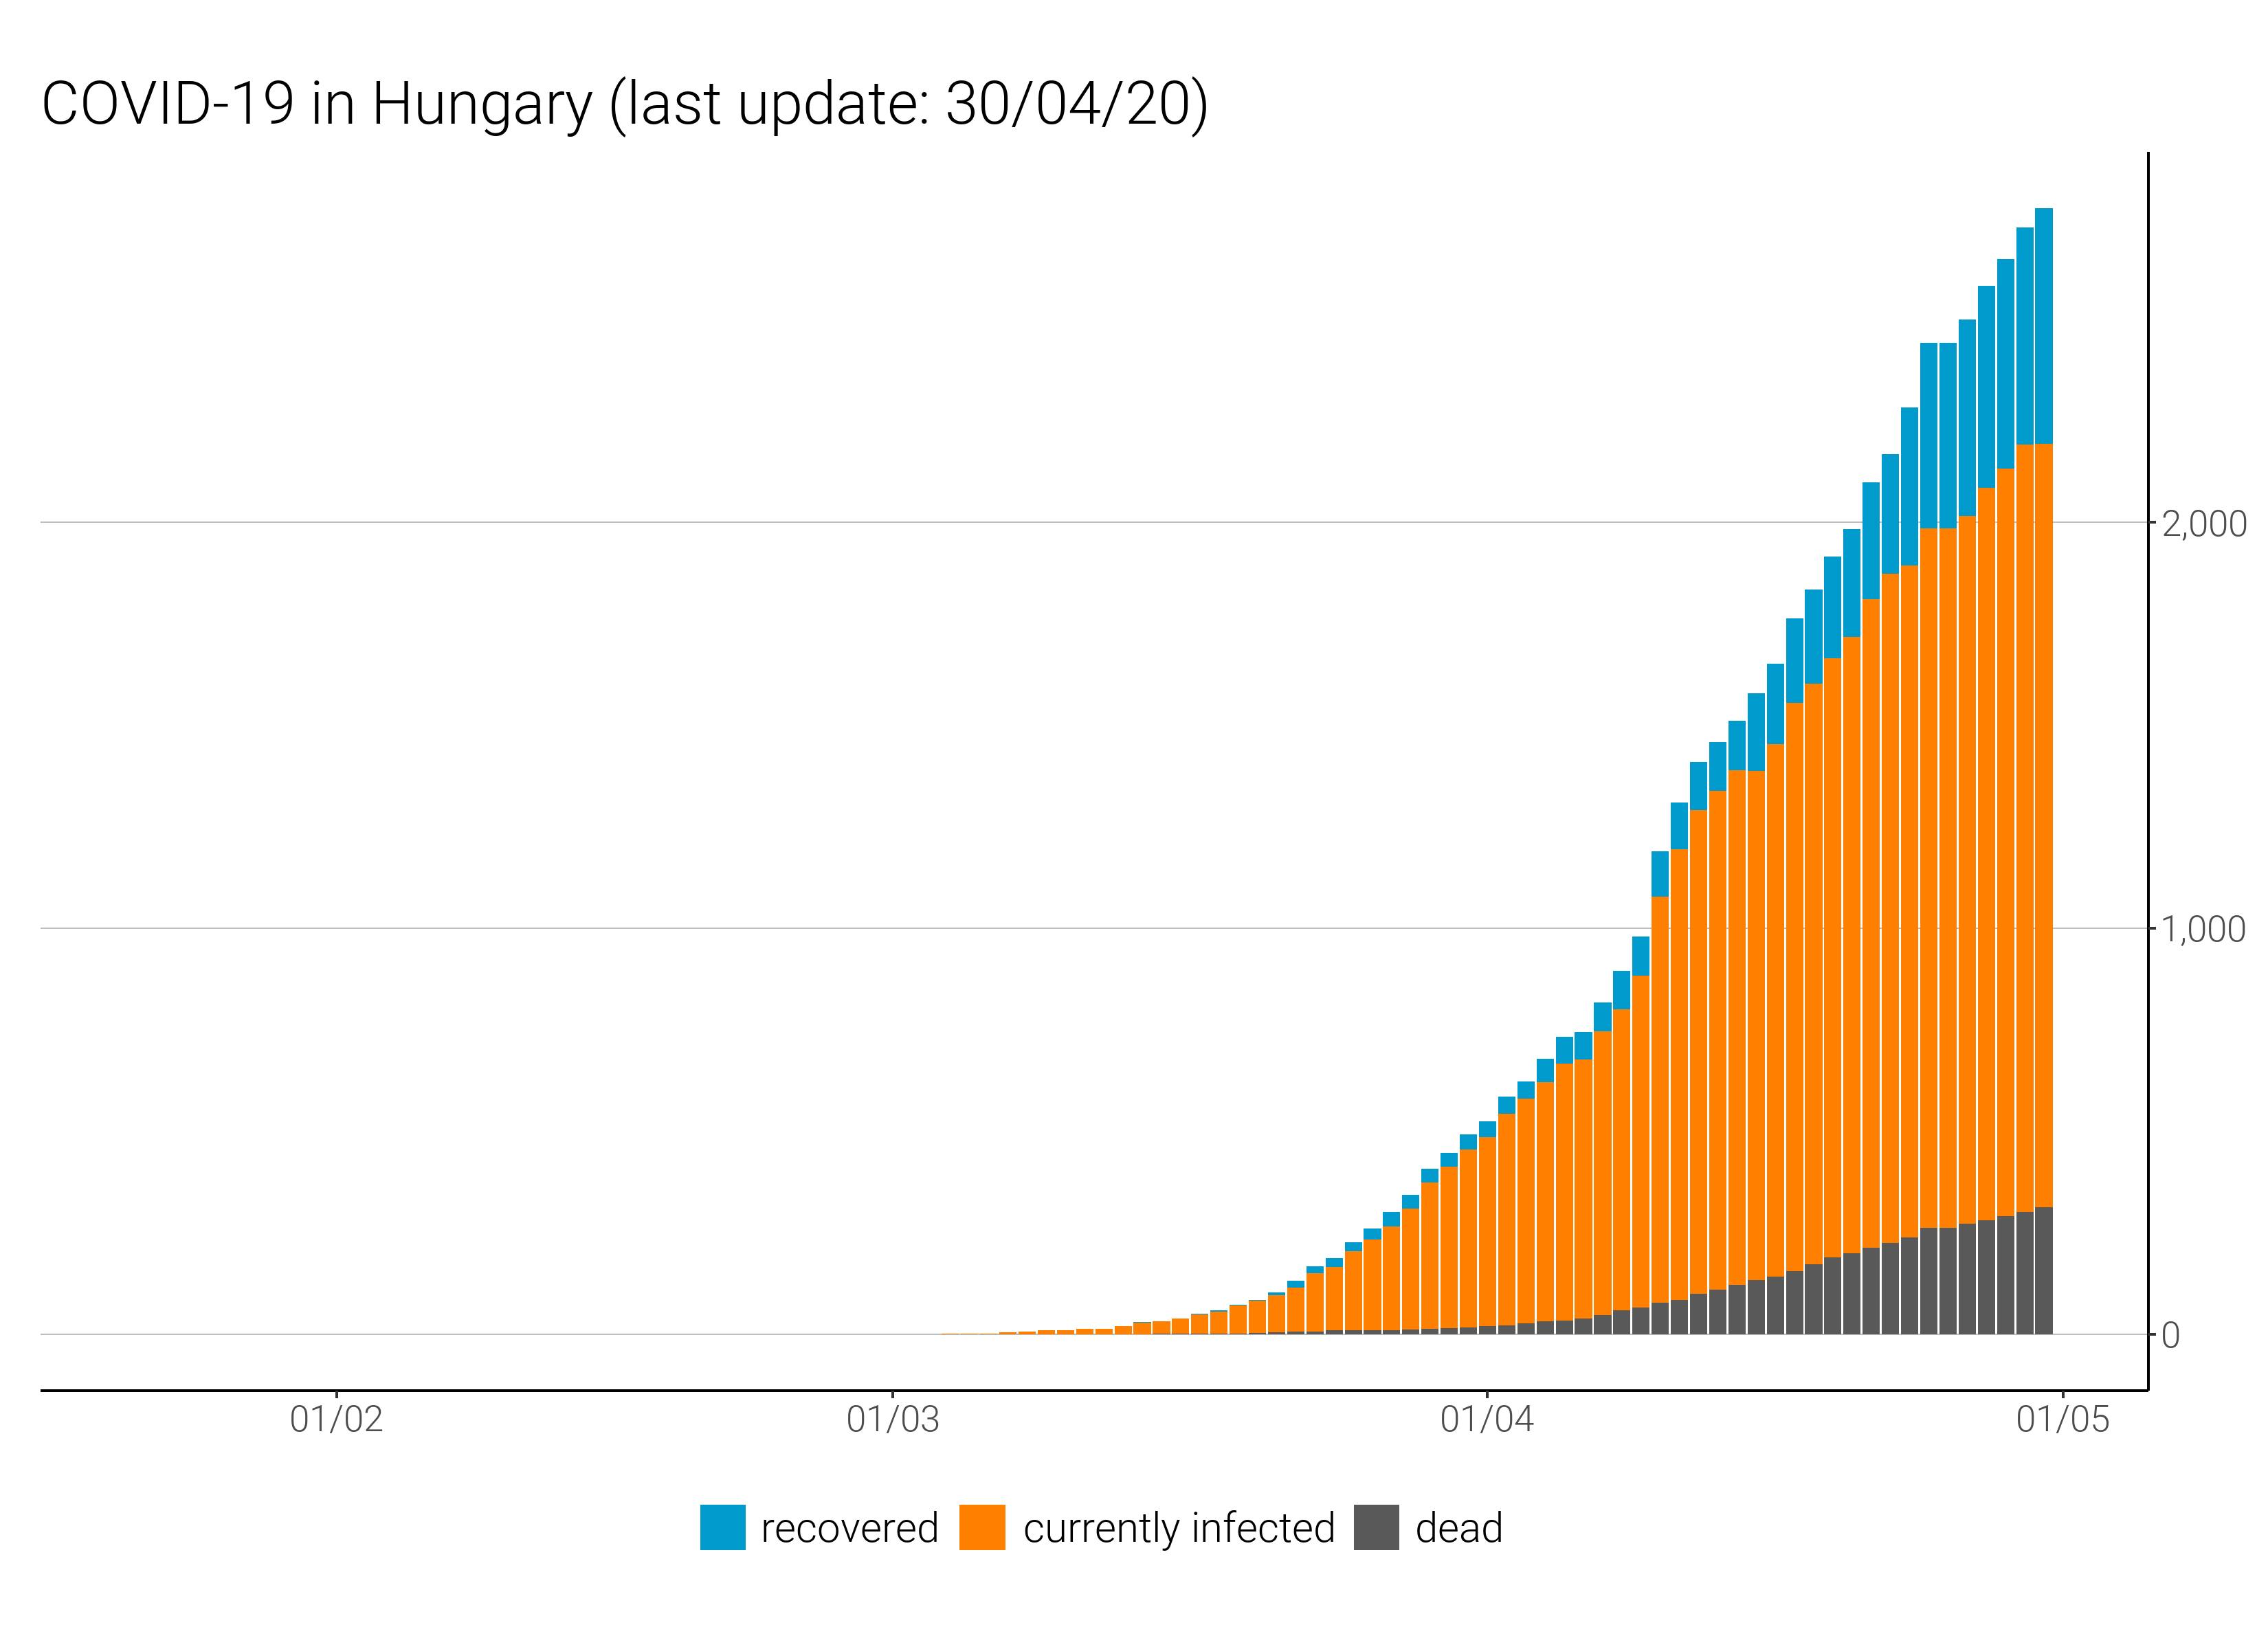 COVID-19 in Hungary (last update: 30/04/20)
2,000
1,000
0
01/02 01/03 01/04 01/05
recovered currently infected dead